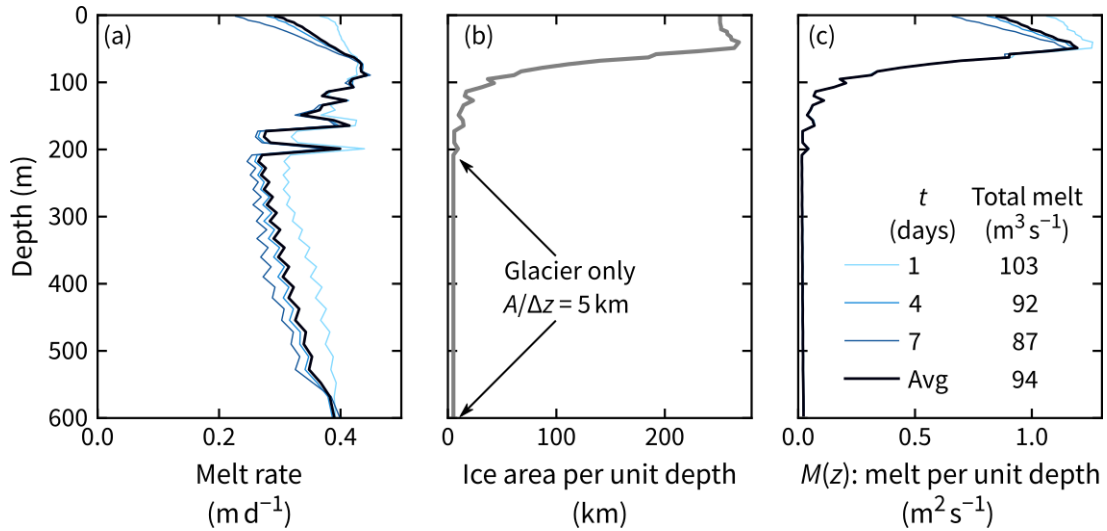 (a)
(b)
(c)
0
100
200
300
400
500
600
Depth (m)
0.0
0.2
0.4
Melt rate
(m d⁻¹)
Glacier only
A/Δz = 5 km
0
100
200
Ice area per unit depth
(km)
t Total melt
(days) (m³ s⁻¹)
1 103
4 92
7 87
Avg 94
0.0
0.5
1.0
M(z): melt per unit depth
(m² s⁻¹)